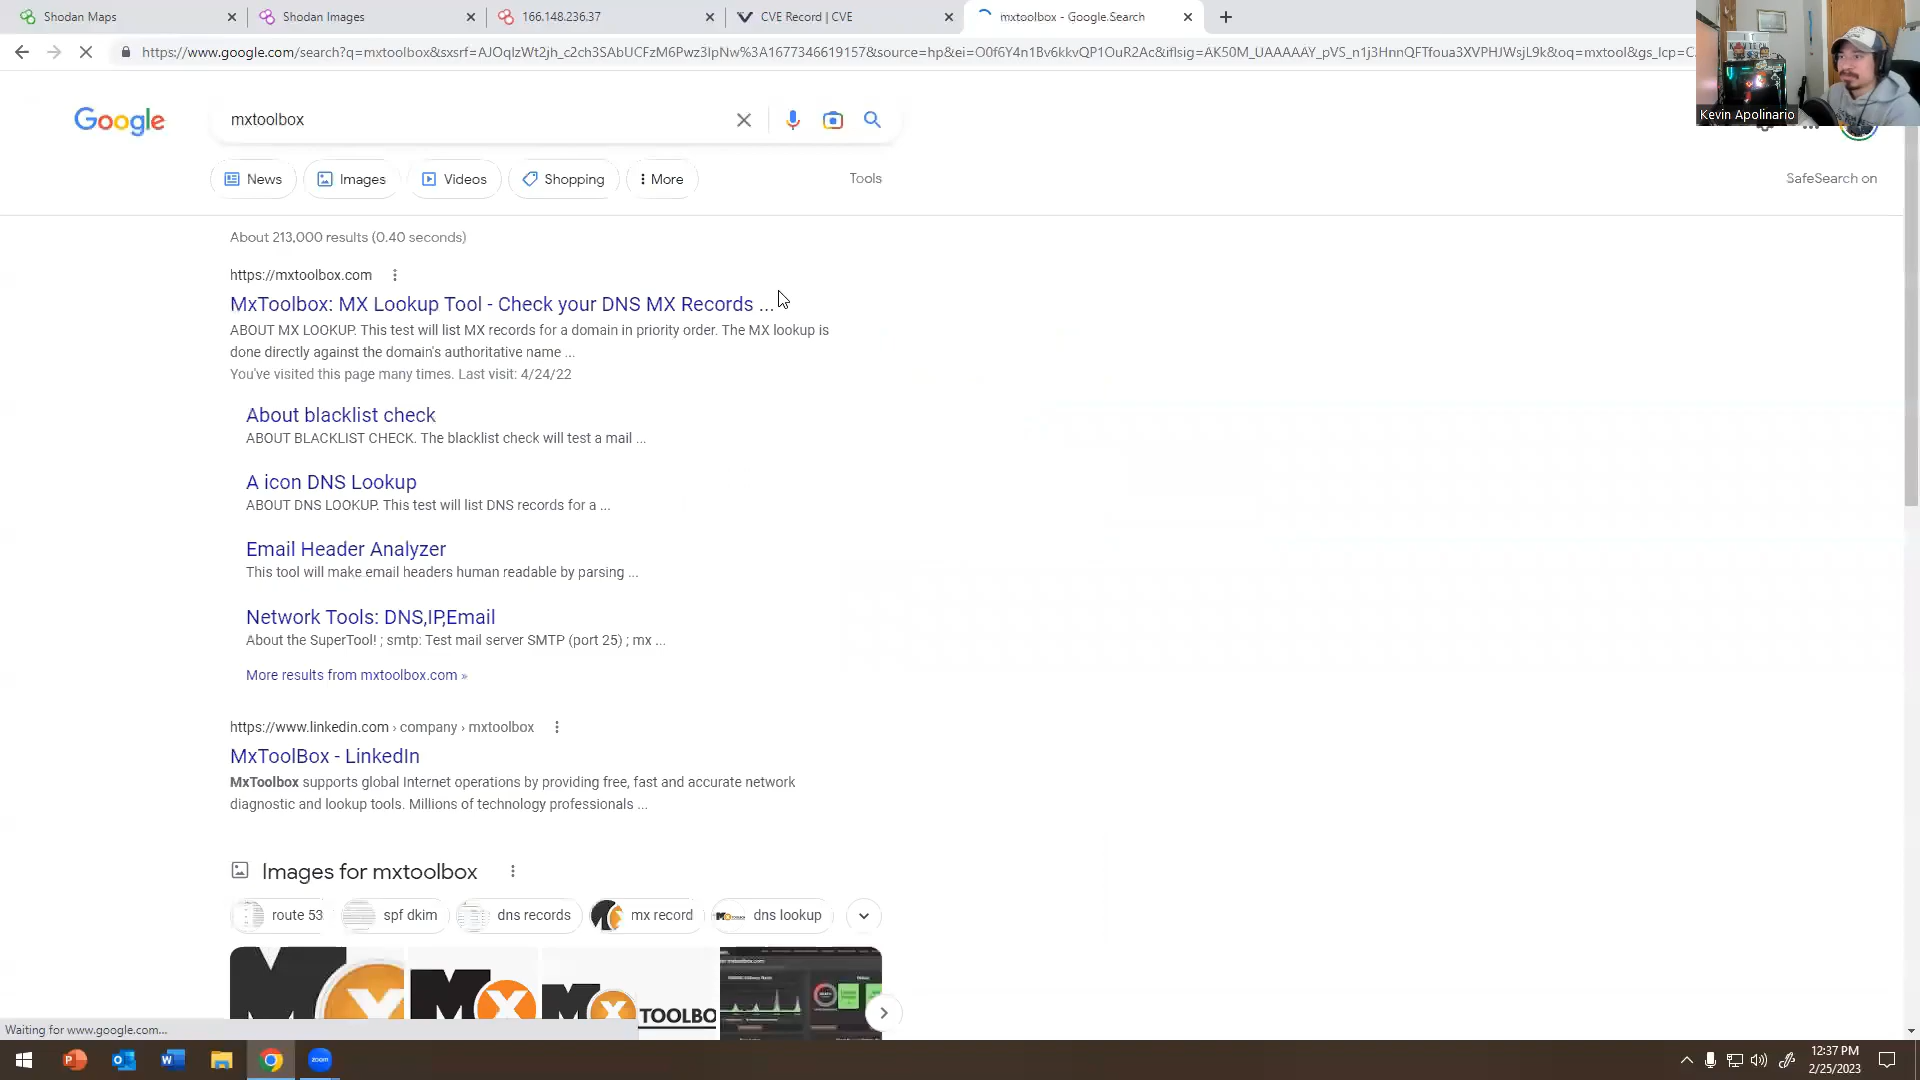 Shodan Maps
Shodan Images
166.148.236.37
CVE Record | CVE
mxtoolbox - Google Search
https://www.google.com/search?q=mxtoolbox&sxsrf=AJOqlzWt2jh_c2ch3SAbUCFzM6Pwz3IpNw%3A1677346619157&source=hp&ei=O0f6Y4n1Bv6kkvQP1OuR2Ac&iflsig=AK50M_UAAAAAY_pVS_n1j3HnnQFTfoua3XVPHJWsjL9k&oq=mxtool&gs_lcp=C
Kevin Apolinario
Google
mxtoolbox
News
Images
Videos
Shopping
More
Tools
SafeSearch on
About 213,000 results (0.40 seconds)
https://mxtoolbox.com
MxToolbox: MX Lookup Tool - Check your DNS MX Records ...
ABOUT MX LOOKUP. This test will list MX records for a domain in priority order. The MX lookup is
done directly against the domain's authoritative name ...
You've visited this page many times. Last visit: 4/24/22
About blacklist check
ABOUT BLACKLIST CHECK. The blacklist check will test a mail ...
A icon DNS Lookup
ABOUT DNS LOOKUP. This test will list DNS records for a ...
Email Header Analyzer
This tool will make email headers human readable by parsing ...
Network Tools: DNS,IP,Email
About the SuperTool! ; smtp: Test mail server SMTP (port 25) ; mx ...
More results from mxtoolbox.com »
https://www.linkedin.com › company › mxtoolbox
MxToolBox - LinkedIn
MxToolbox supports global Internet operations by providing free, fast and accurate network
diagnostic and lookup tools. Millions of technology professionals ...
Images for mxtoolbox
route 53
spf dkim
dns records
mx record
dns lookup
Mx
Mx
Mx TOOLBO
Waiting for www.google.com...
zoom
12:37 PM
2/25/2023